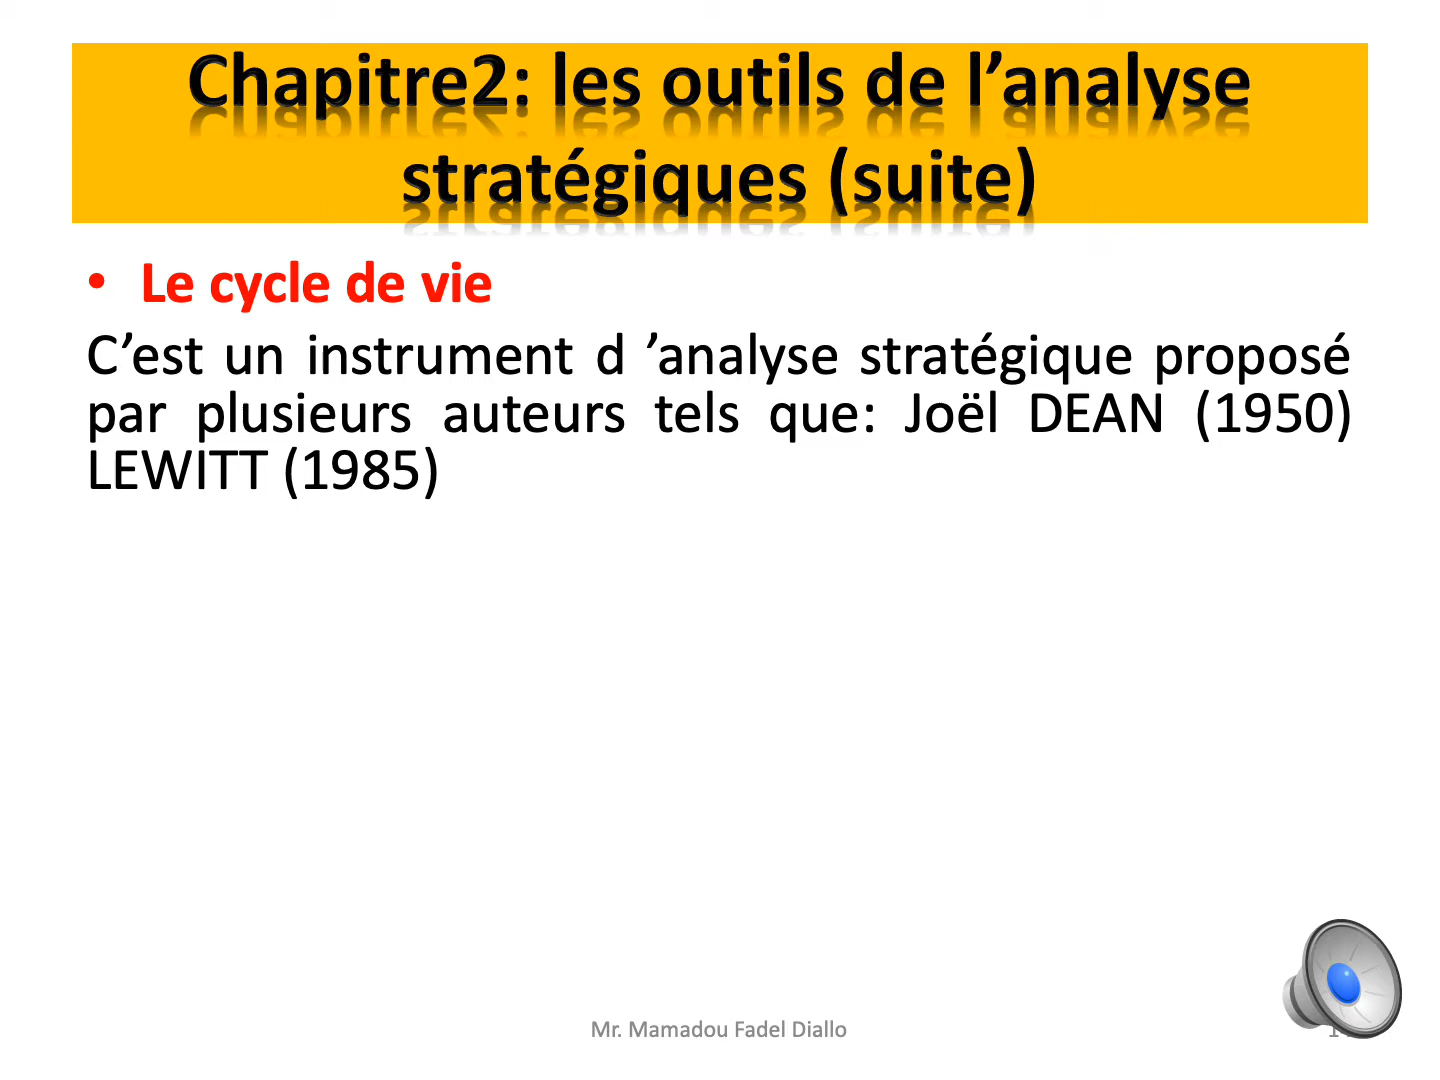 Chapitre2: les outils de l’analyse
stratégiques (suite)
• Le cycle de vie
C’est un instrument d ’analyse stratégique proposé
par plusieurs auteurs tels que: Joël DEAN (1950)
LEWITT (1985)
Mr. Mamadou Fadel Diallo